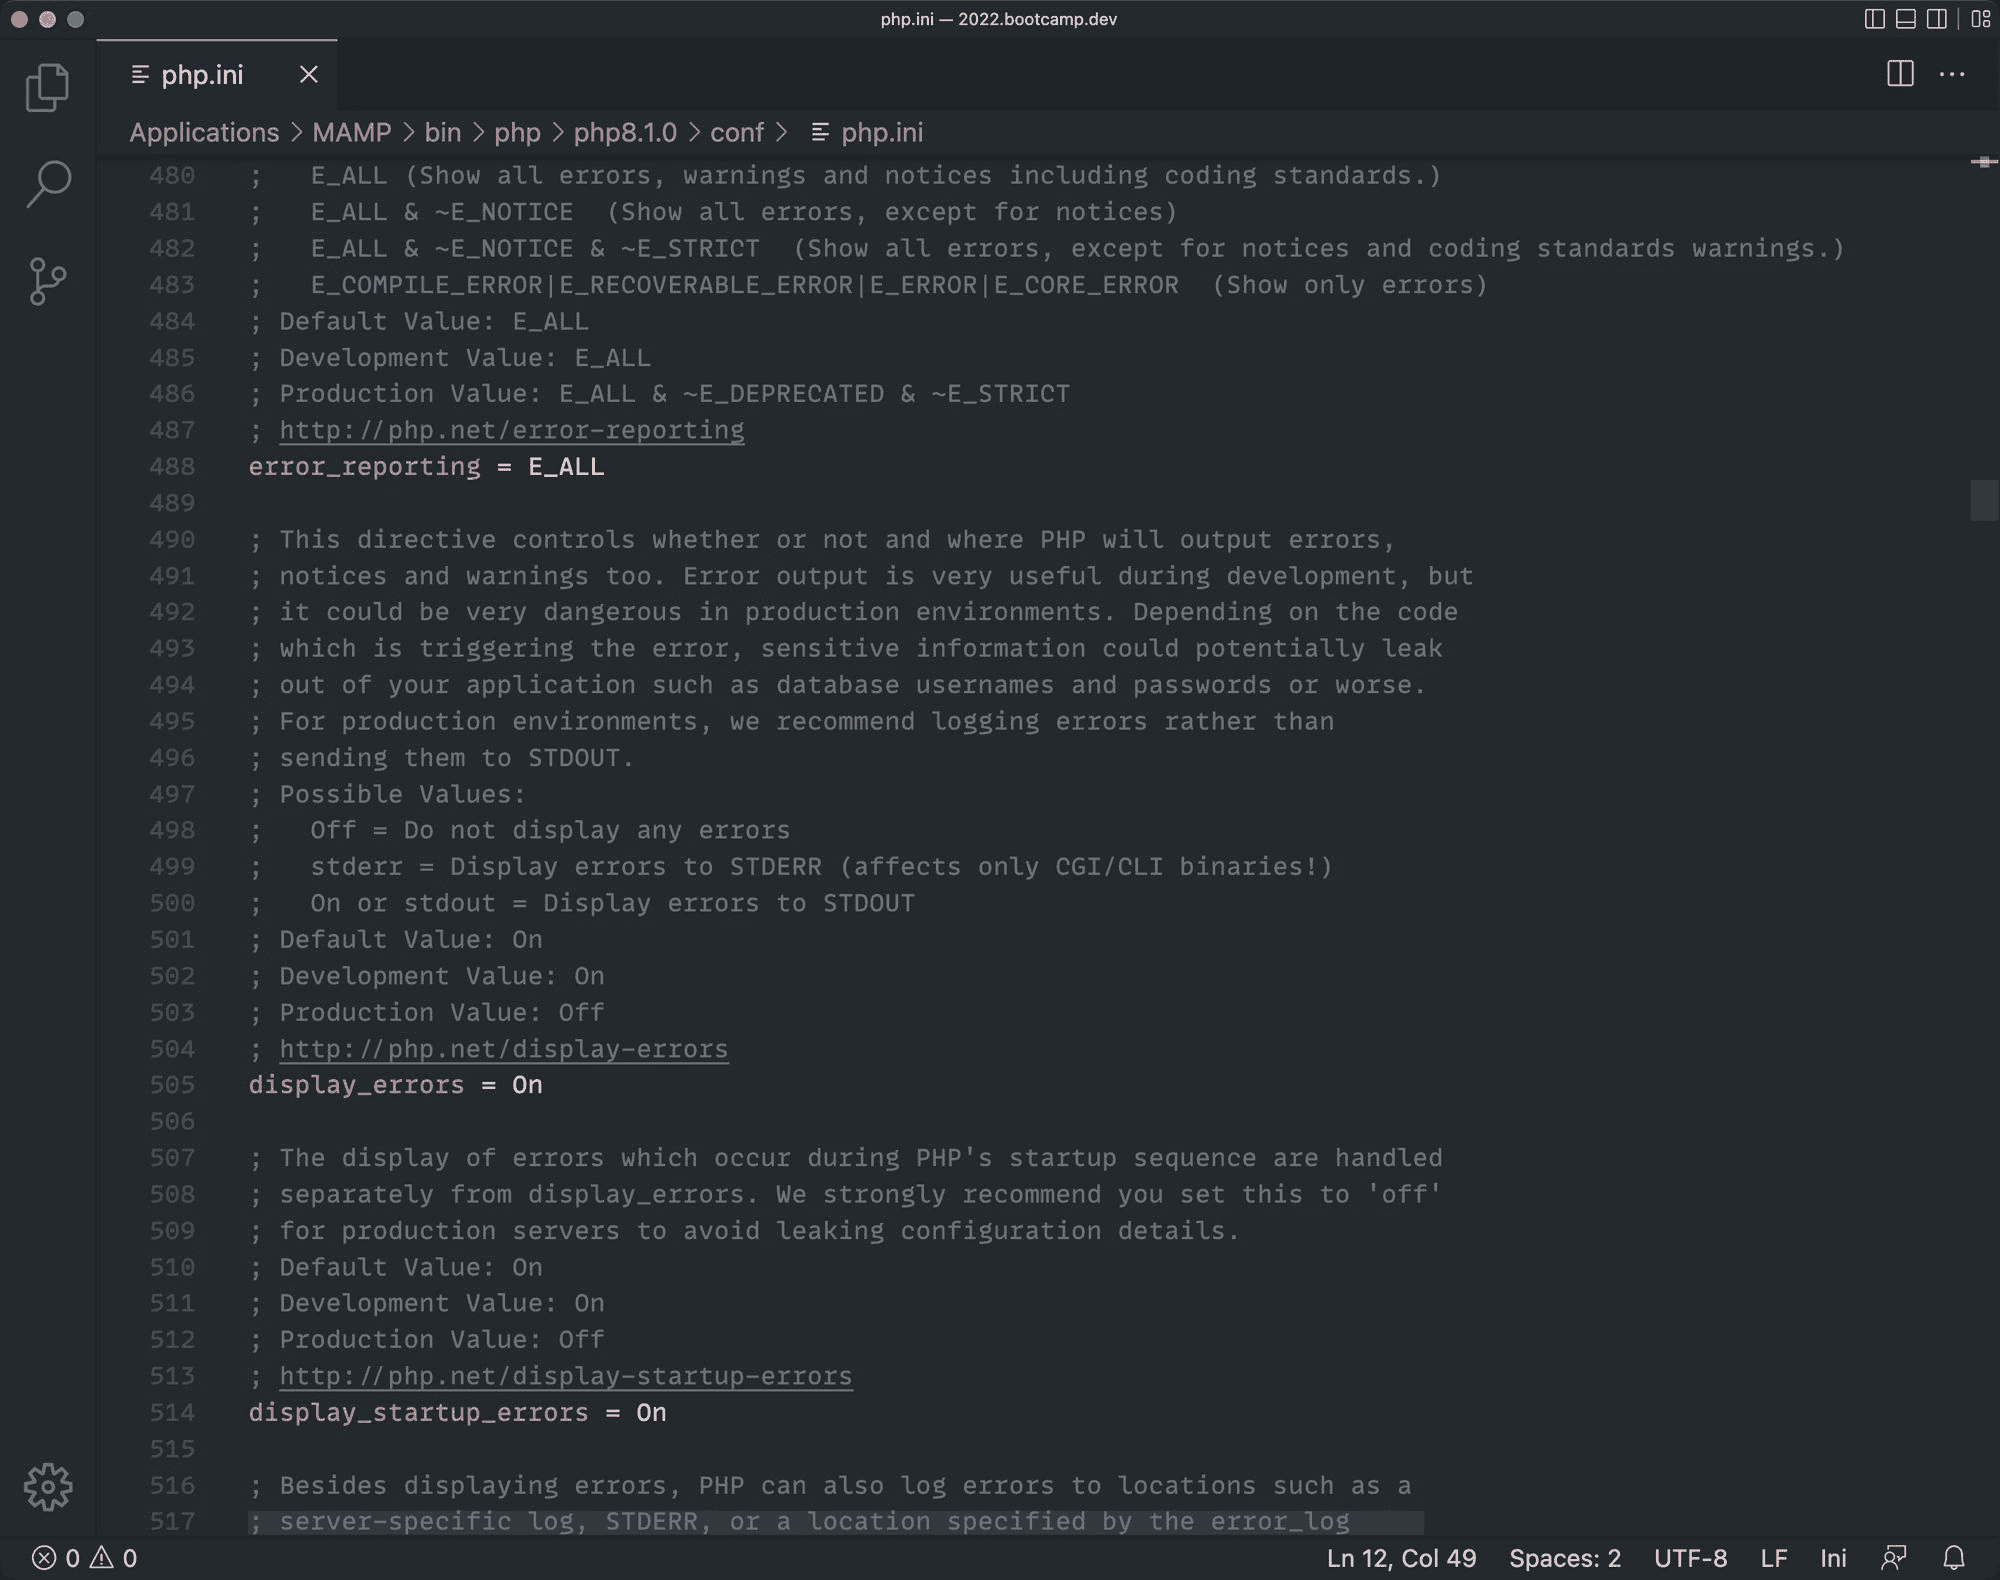 php.ini — 2022.bootcamp.dev
php.ini
Applications > MAMP > bin > php > php8.1.0 > conf > php.ini
480 ;   E_ALL (Show all errors, warnings and notices including coding standards.)
481 ;   E_ALL & ~E_NOTICE  (Show all errors, except for notices)
482 ;   E_ALL & ~E_NOTICE & ~E_STRICT  (Show all errors, except for notices and coding standards warnings.)
483 ;   E_COMPILE_ERROR|E_RECOVERABLE_ERROR|E_ERROR|E_CORE_ERROR  (Show only errors)
484 ; Default Value: E_ALL
485 ; Development Value: E_ALL
486 ; Production Value: E_ALL & ~E_DEPRECATED & ~E_STRICT
487 ; http://php.net/error-reporting
488 error_reporting = E_ALL
489
490 ; This directive controls whether or not and where PHP will output errors,
491 ; notices and warnings too. Error output is very useful during development, but
492 ; it could be very dangerous in production environments. Depending on the code
493 ; which is triggering the error, sensitive information could potentially leak
494 ; out of your application such as database usernames and passwords or worse.
495 ; For production environments, we recommend logging errors rather than
496 ; sending them to STDOUT.
497 ; Possible Values:
498 ;   Off = Do not display any errors
499 ;   stderr = Display errors to STDERR (affects only CGI/CLI binaries!)
500 ;   On or stdout = Display errors to STDOUT
501 ; Default Value: On
502 ; Development Value: On
503 ; Production Value: Off
504 ; http://php.net/display-errors
505 display_errors = On
506
507 ; The display of errors which occur during PHP's startup sequence are handled
508 ; separately from display_errors. We strongly recommend you set this to 'off'
509 ; for production servers to avoid leaking configuration details.
510 ; Default Value: On
511 ; Development Value: On
512 ; Production Value: Off
513 ; http://php.net/display-startup-errors
514 display_startup_errors = On
515
516 ; Besides displaying errors, PHP can also log errors to locations such as a
517 ; server-specific log, STDERR, or a location specified by the error_log
0 0 Ln 12, Col 49 Spaces: 2 UTF-8 LF Ini